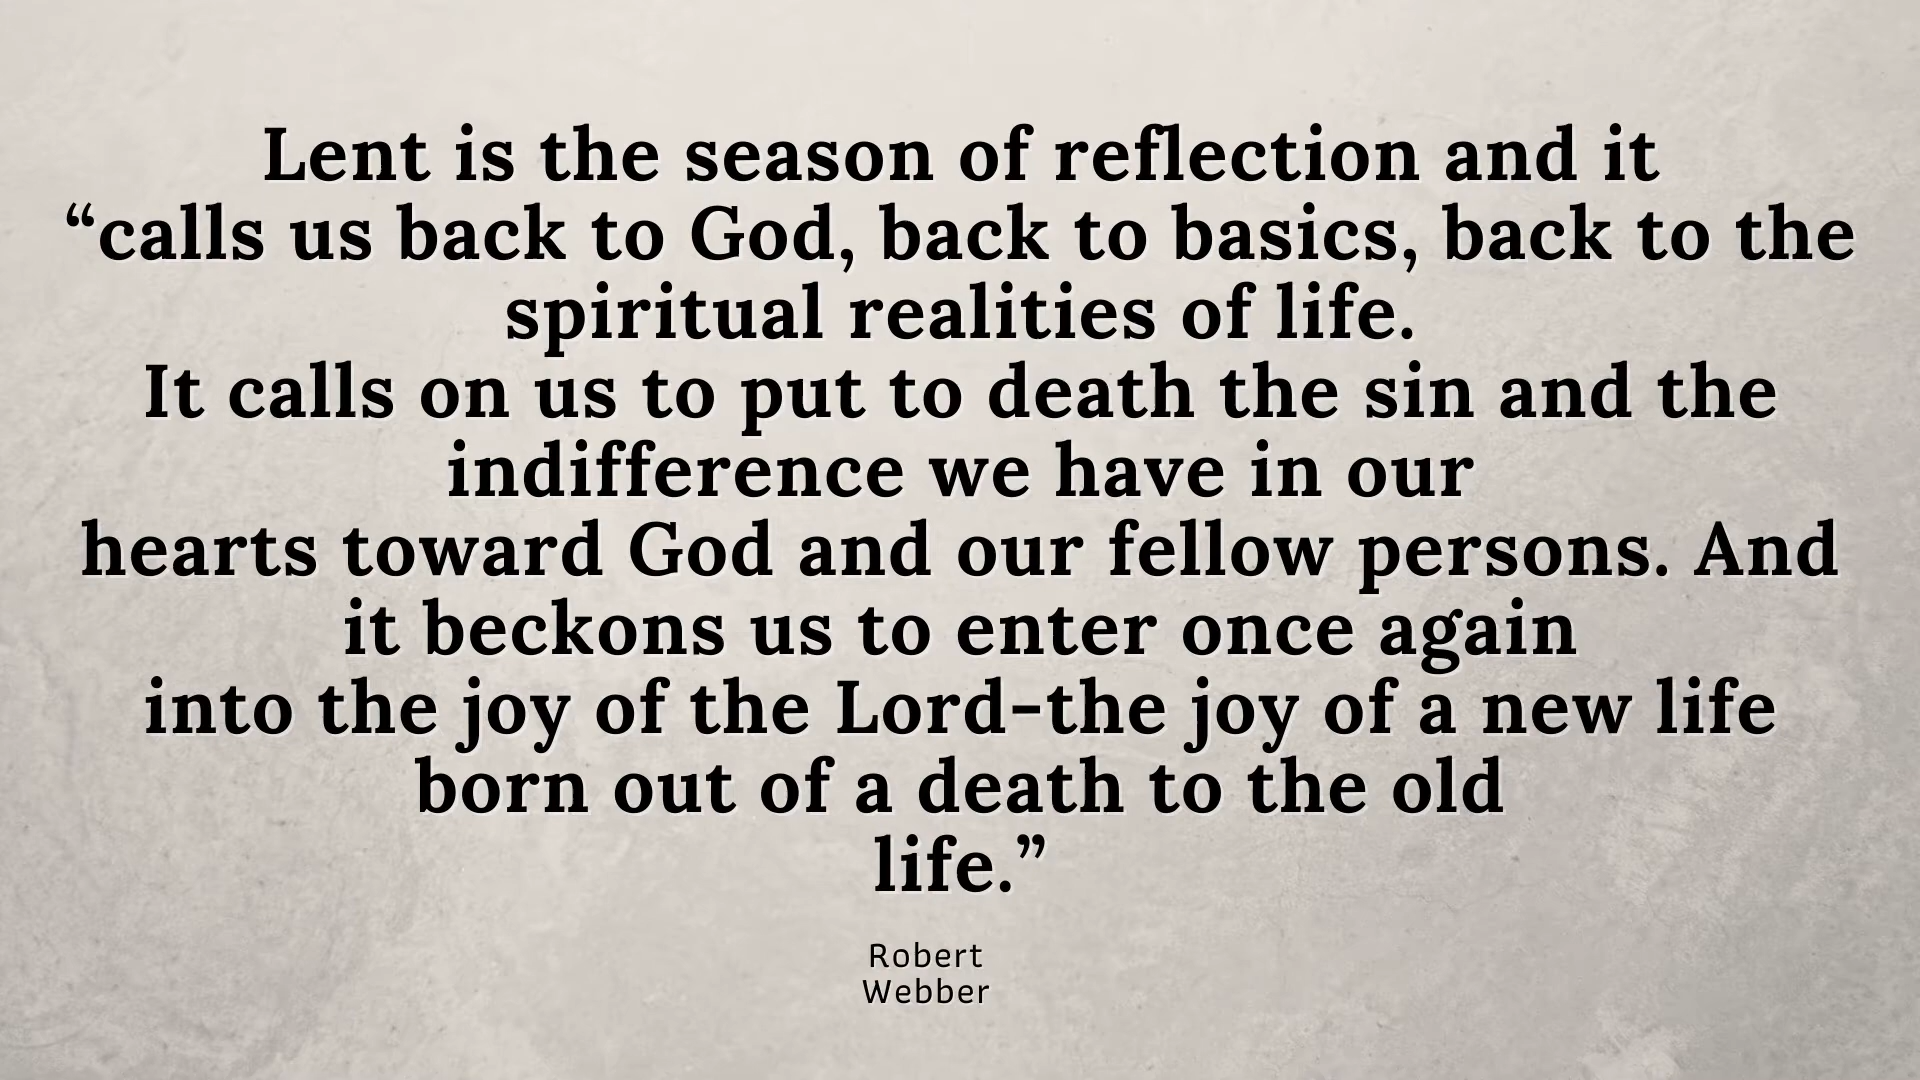 Lent is the season of reflection and it
“calls us back to God, back to basics, back to the
spiritual realities of life.
It calls on us to put to death the sin and the
indifference we have in our
hearts toward God and our fellow persons. And
it beckons us to enter once again
into the joy of the Lord–the joy of a new life
born out of a death to the old
life.”
Robert
Webber